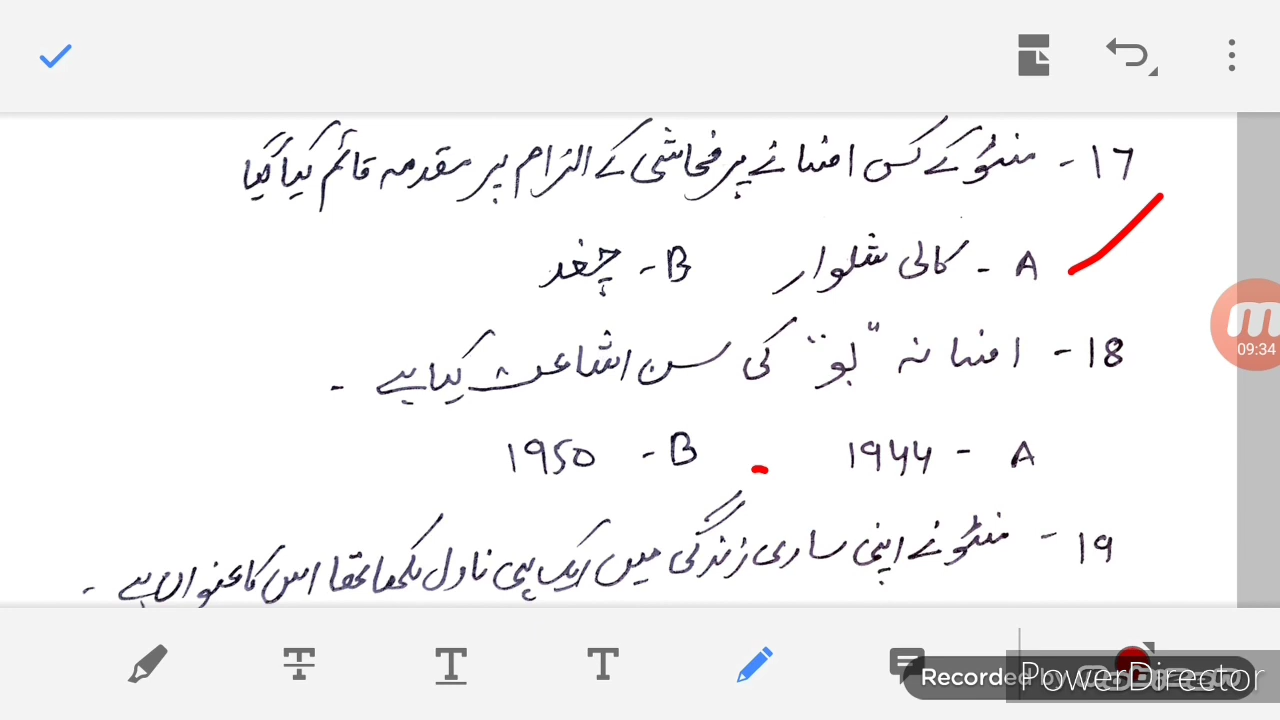 17- منٹو کے کس افسانے پر فحاشی کے الزام پر مقدمہ قائم کیا گیا
A - کالی شلوار B - چغد
18- افسانہ "بو" کی سن اشاعت کیا ہے -
A - 1944 B - 1950
19- منٹو نے اپنی ساری زندگی میں ایک ہی ناول لکھا تھا اس کا عنوان ہے -
09:34
Recorded by
PowerDirector